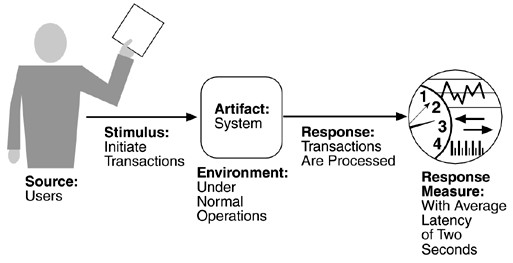 Source:
Users
Stimulus:
Initiate
Transactions
Artifact:
System
Environment:
Under
Normal
Operations
Response:
Transactions
Are Processed
1
2
3
4
Response
Measure:
With Average
Latency
of Two
Seconds